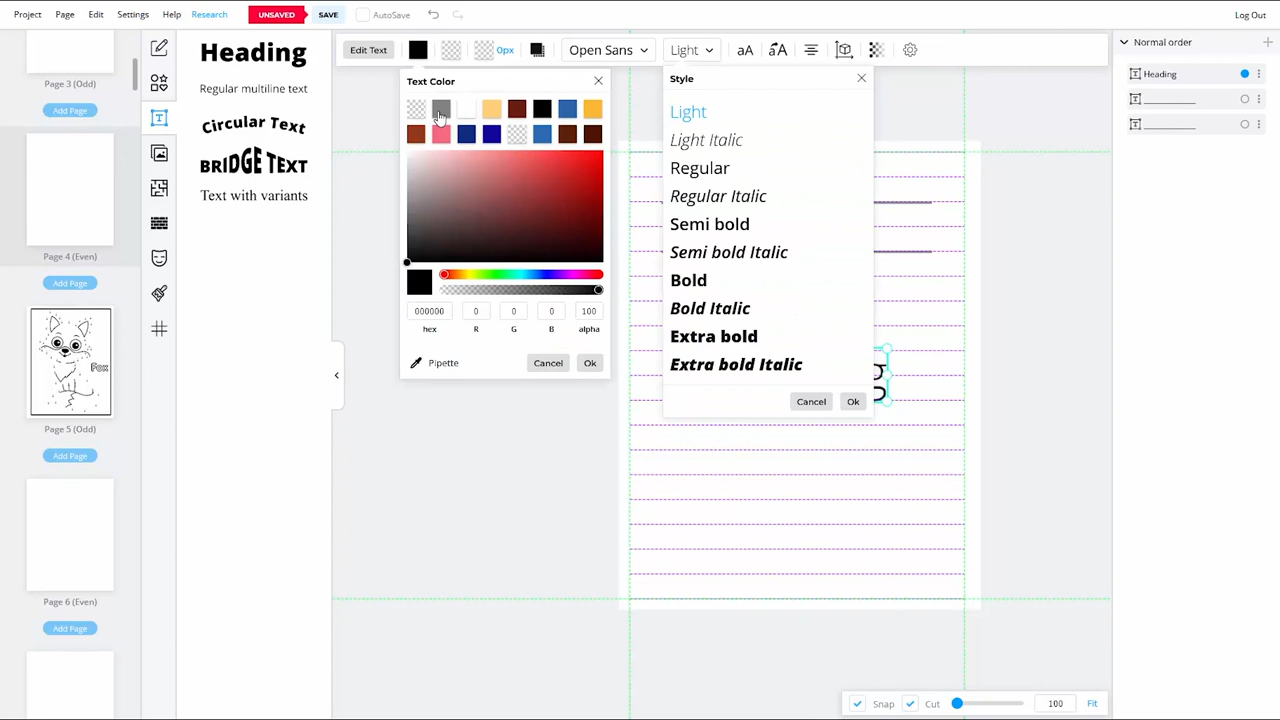 Project Page Edit Settings Help Research UNSAVED SAVE AutoSave Log Out
Page 3 (Odd)
Add Page
Page 4 (Even)
Add Page
Fox
Page 5 (Odd)
Add Page
Page 6 (Even)
Add Page
Heading
Regular multiline text
Circular Text
BRIDGE TEXT
Text with variants
Edit Text 0px Open Sans Light aA aA
Text Color
000000 0 0 0 100
hex R G B alpha
Pipette Cancel Ok
Style
Light
Light Italic
Regular
Regular Italic
Semi bold
Semi bold Italic
Bold
Bold Italic
Extra bold
Extra bold Italic
Cancel Ok
g
Normal order
Heading
Snap Cut 100 Fit